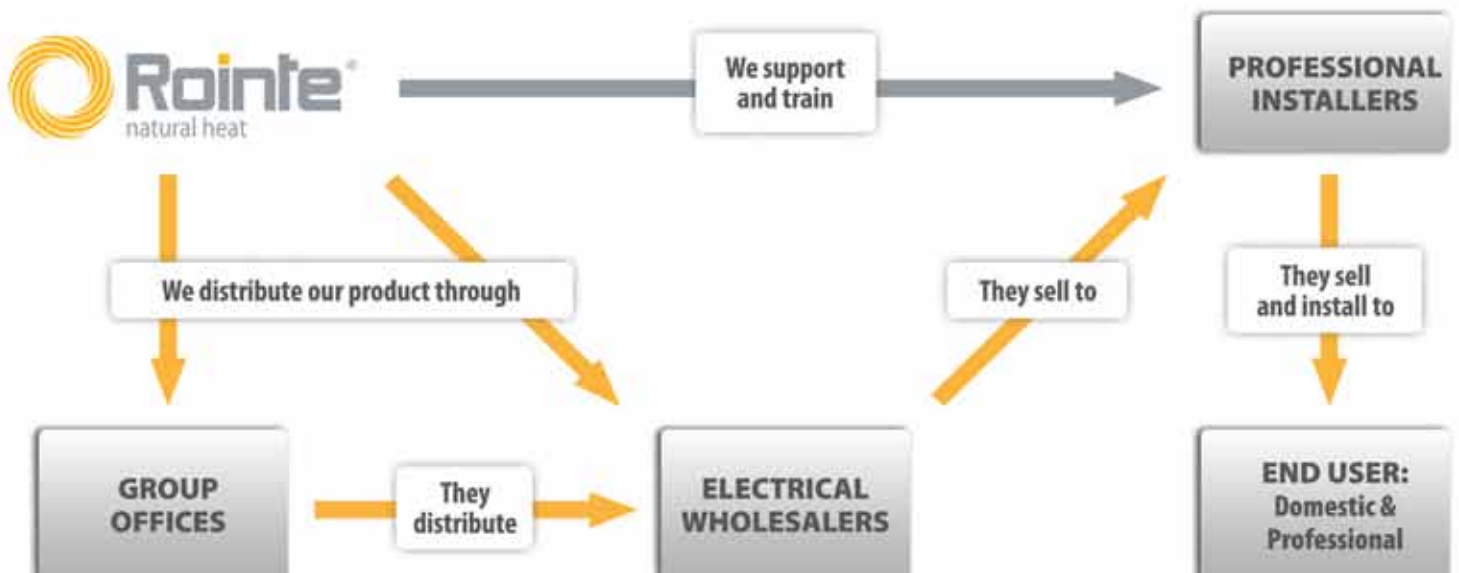 Rointe®
natural heat
We support
and train
PROFESSIONAL
INSTALLERS
We distribute our product through
They sell to
They sell
and install to
GROUP
OFFICES
They
distribute
ELECTRICAL
WHOLESALERS
END USER:
Domestic &
Professional